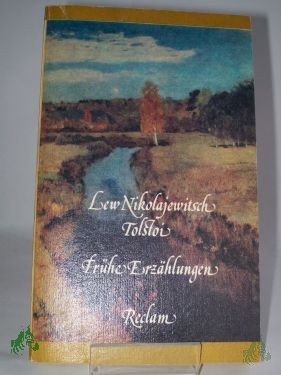 Lew Nikolajewitsch
Tolstoi
Frühe Erzählungen
Reclam